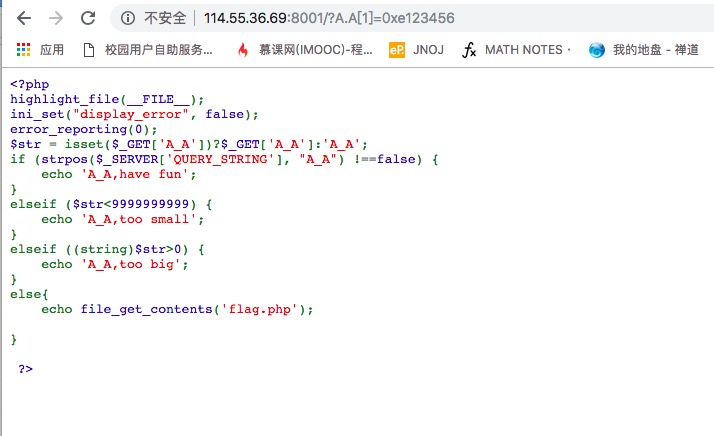 不安全 | 114.55.36.69:8001/?A.A[1]=0xe123456
应用 校园用户自助服务... 慕课网(IMOOC)-程... eP. JNOJ fx MATH NOTES · 我的地盘 - 禅道
<?php
highlight_file(__FILE__);
ini_set("display_error", false);
error_reporting(0);
$str = isset($_GET['A_A'])?$_GET['A_A']:'A_A';
if (strpos($_SERVER['QUERY_STRING'], "A_A") !==false) {
    echo 'A_A,have fun';
}
elseif ($str<9999999999) {
    echo 'A_A,too small';
}
elseif ((string)$str>0) {
    echo 'A_A,too big';
}
else{
    echo file_get_contents('flag.php');
}
?>